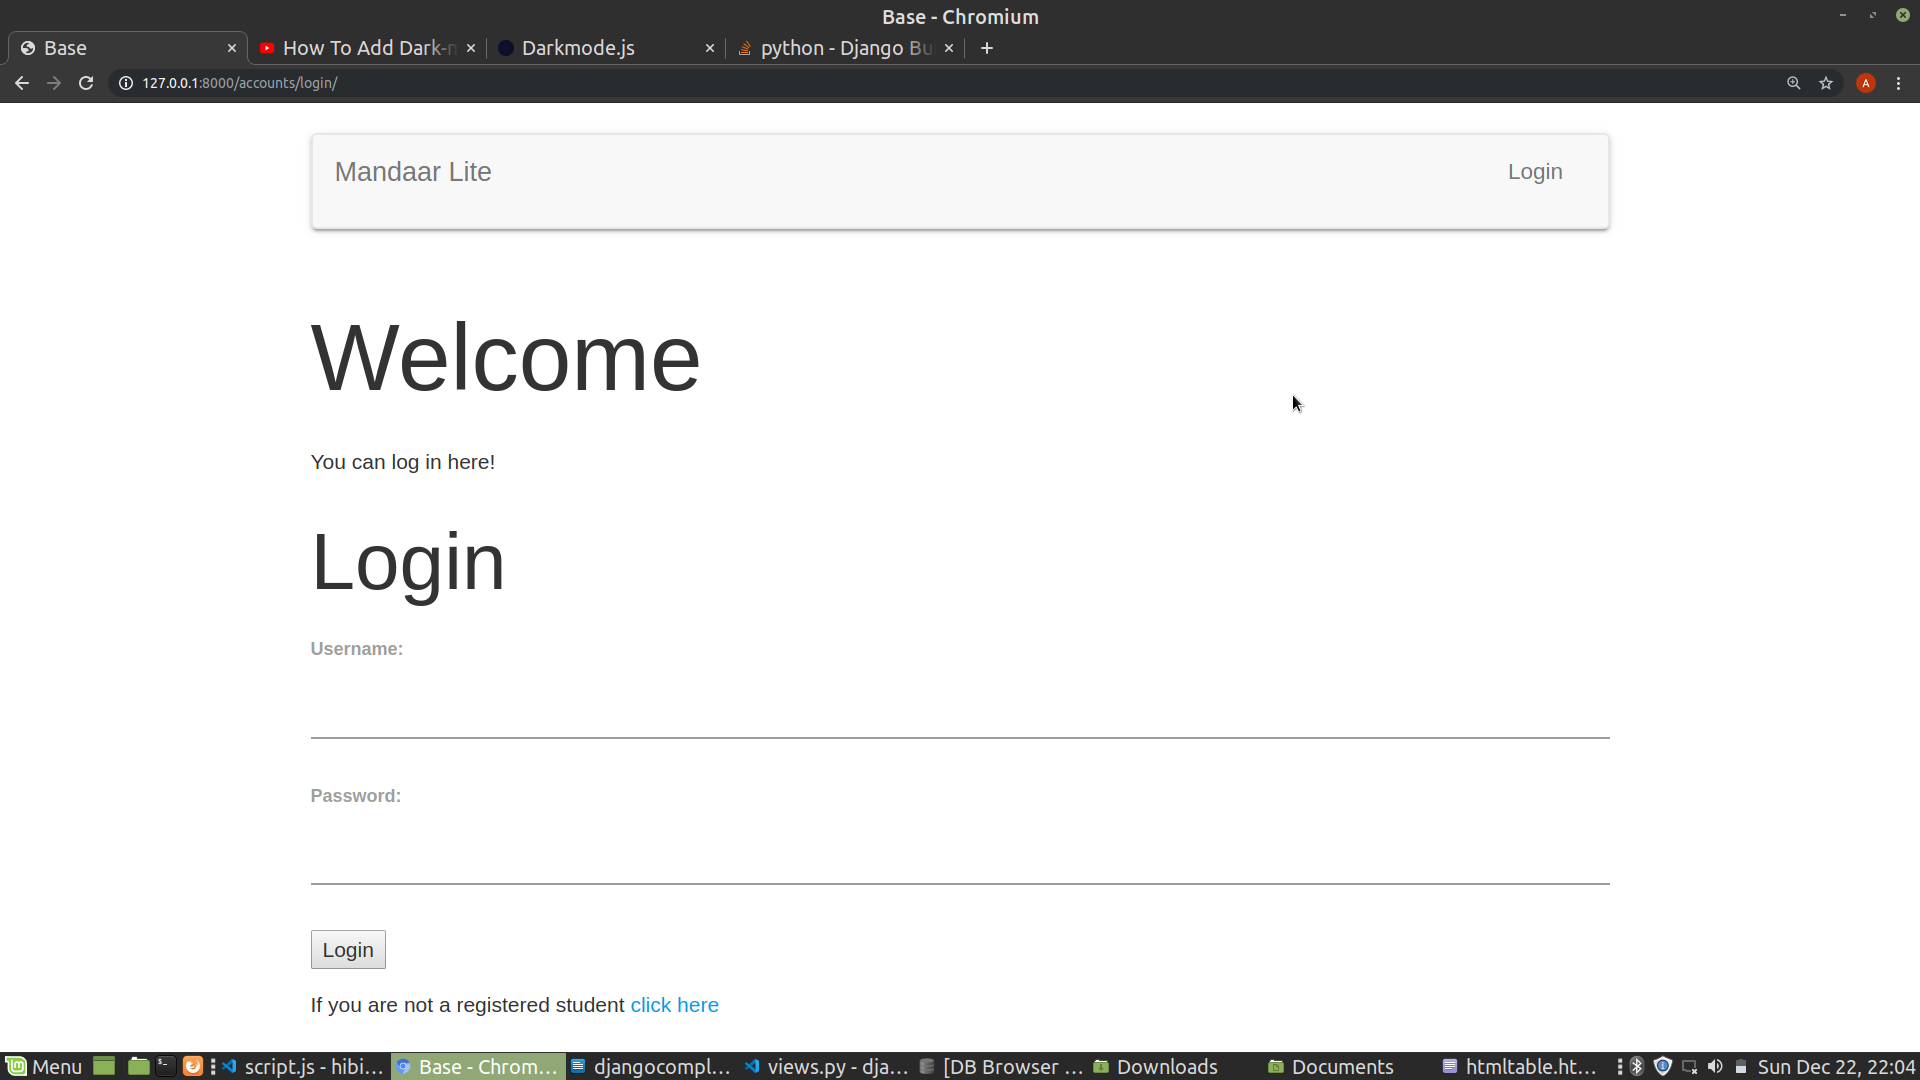 Base - Chromium
Base
How To Add Dark-m
Darkmode.js
python - Django Bu
127.0.0.1:8000/accounts/login/
A
Mandaar Lite
Login
Welcome
You can log in here!
Login
Username:
Password:
Login
If you are not a registered student click here
Menu
script.js - hibi...
Base - Chrom...
djangocompl...
views.py - dja...
[DB Browser ...
Downloads
Documents
htmltable.ht...
Sun Dec 22, 22:04